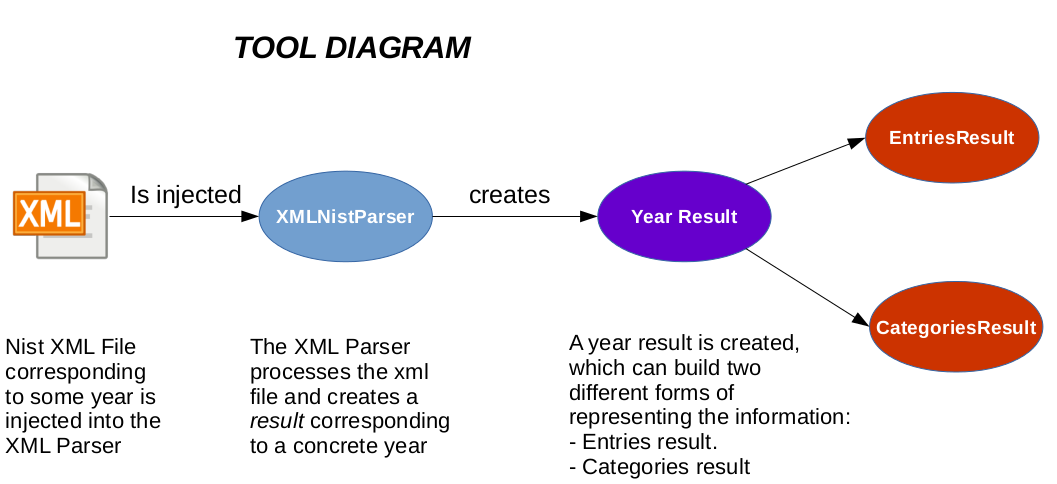 TOOL DIAGRAM
EntriesResult
XML
Is injected
XMLNistParser
creates
Year Result
CategoriesResult
Nist XML File
corresponding
to some year is
injected into the
XML Parser
The XML Parser
processes the xml
file and creates a
result corresponding
to a concrete year
A year result is created,
which can build two
different forms of
representing the information:
- Entries result.
- Categories result